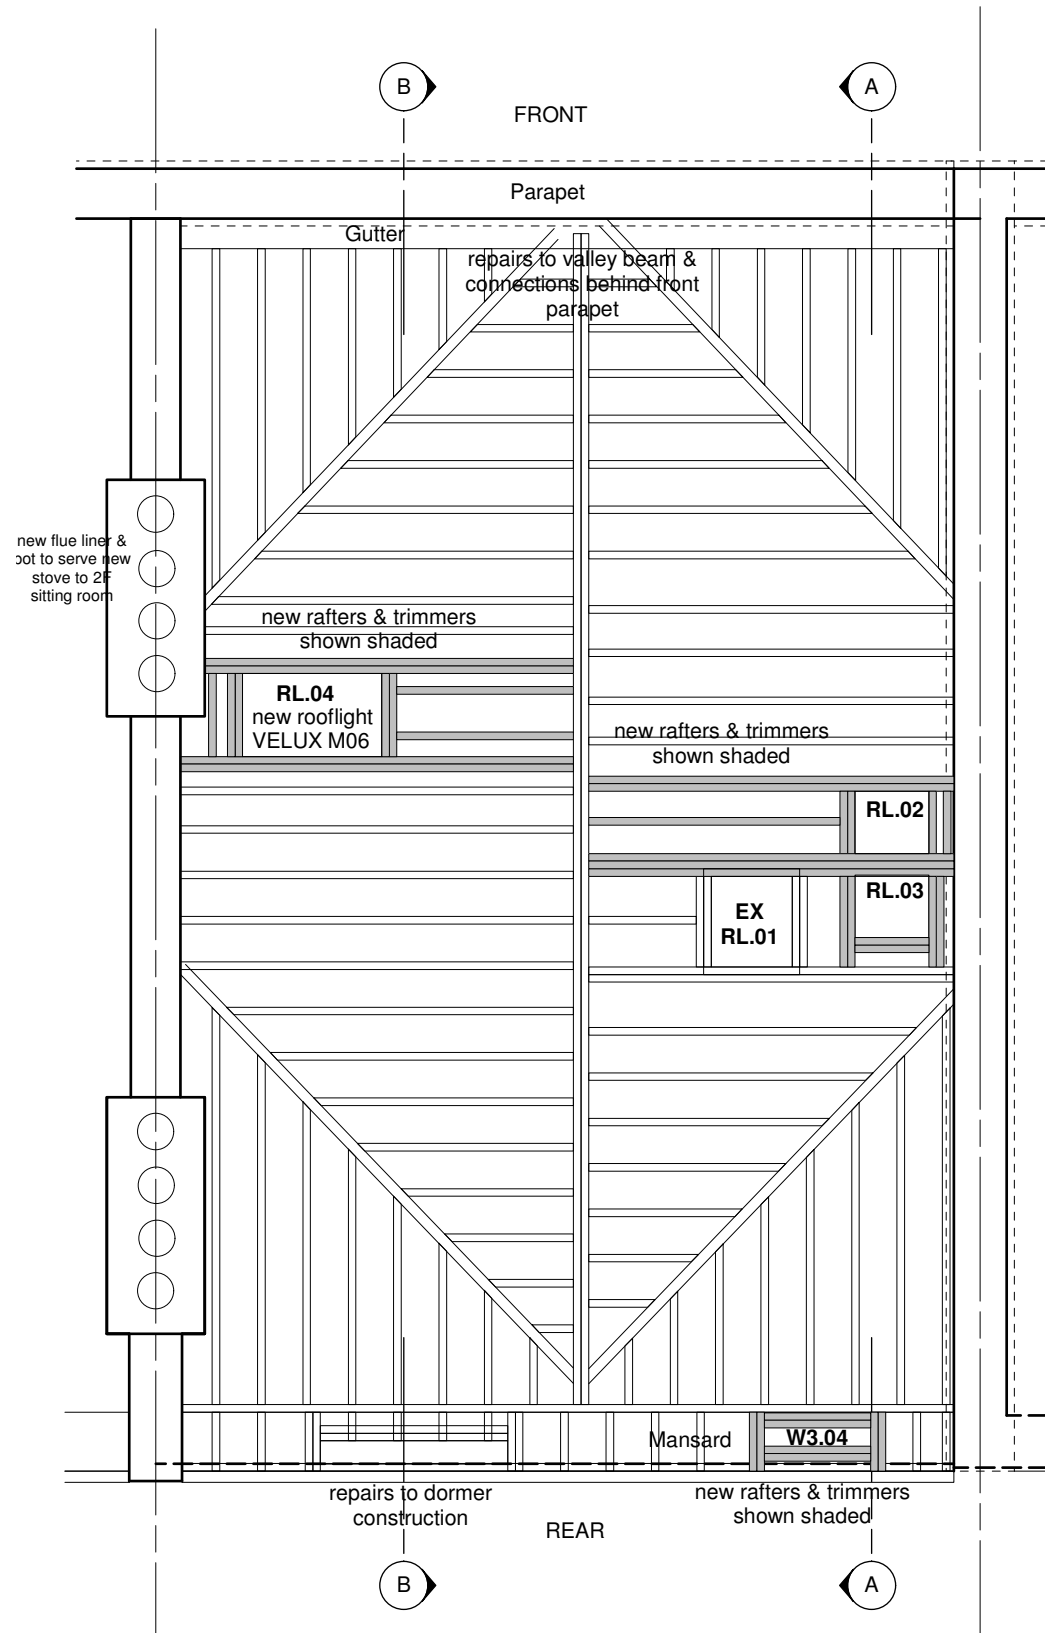 B
A
FRONT
Parapet
Gutter
repairs to valley beam &
connections behind front
parapet
new flue liner &
to serve new
stove to 2F
sitting room
new rafters & trimmers
shown shaded
RL.04
new rooflight
VELUX M06
new rafters & trimmers
shown shaded
RL.02
RL.03
EX
RL.01
Mansard
W3.04
repairs to dormer
construction
new rafters & trimmers
shown shaded
REAR
B
A